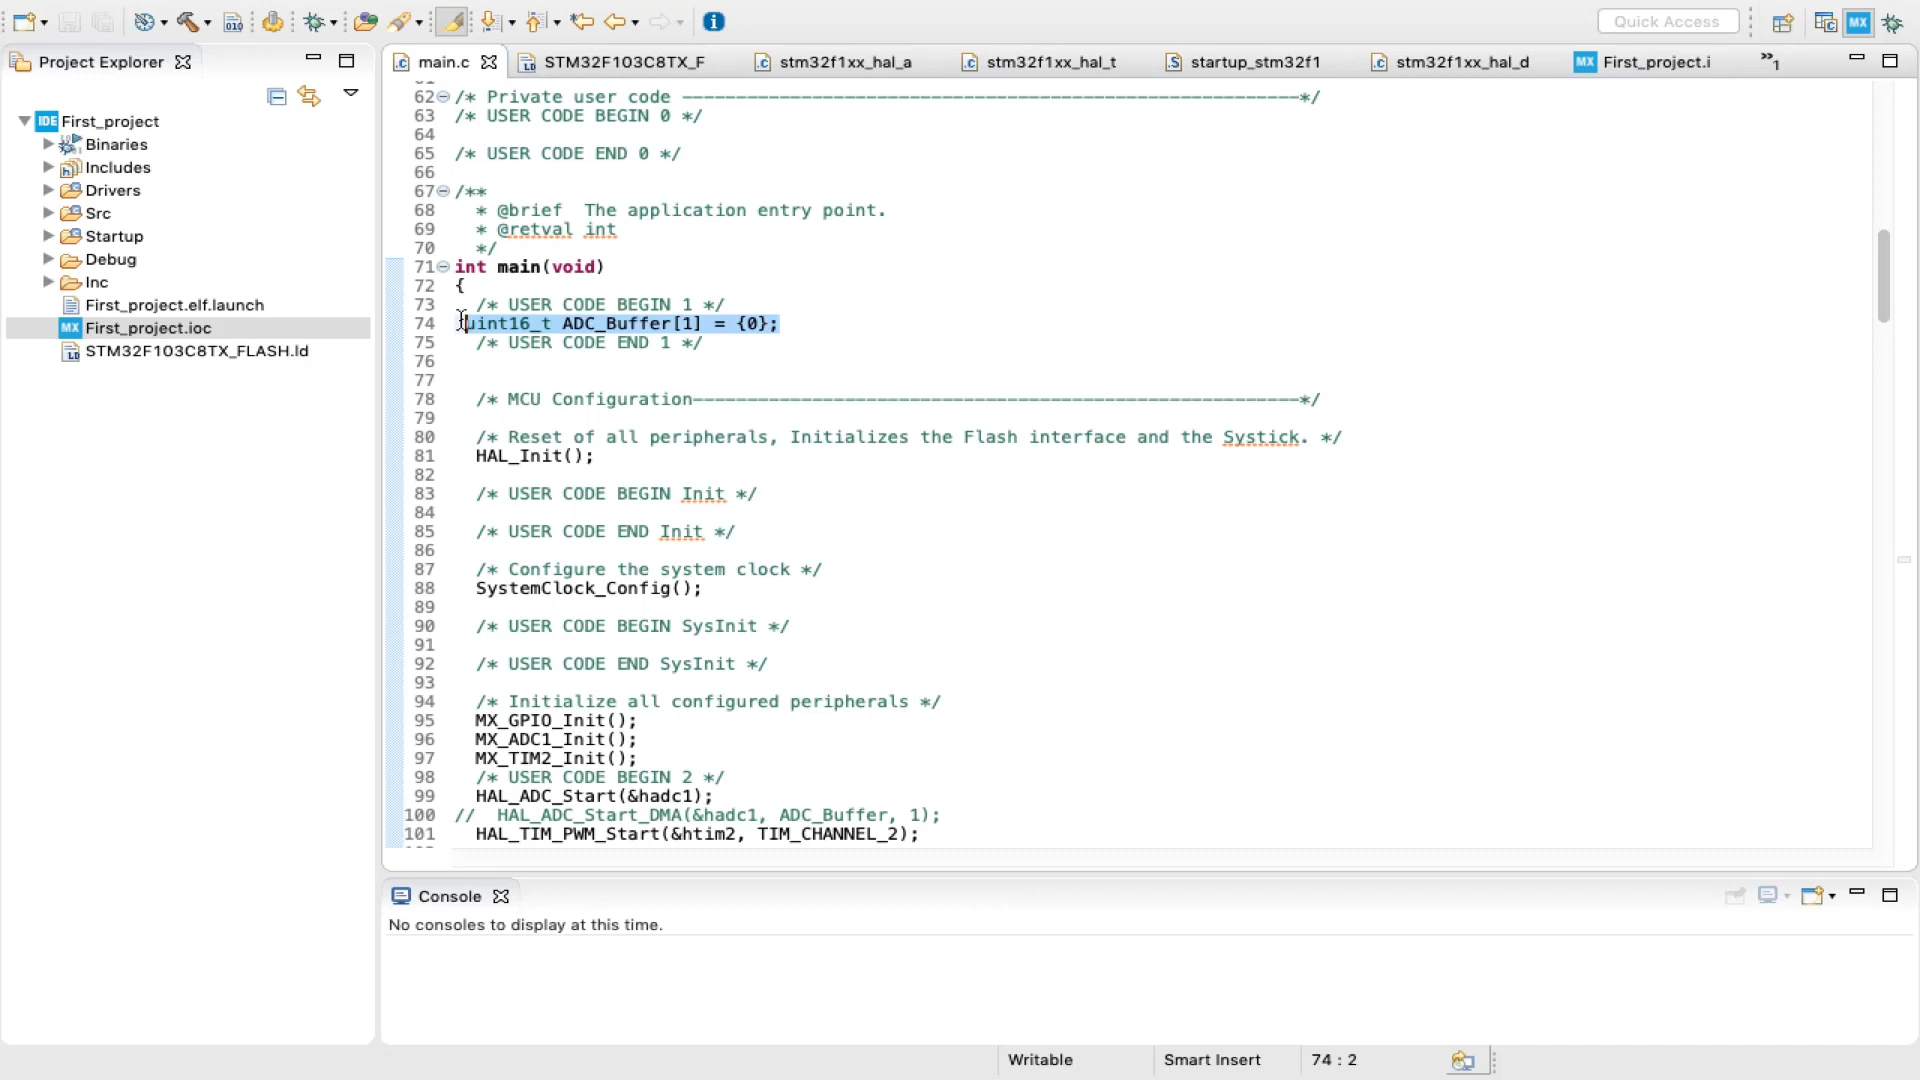 Quick Access
MX
Project Explorer
main.c
STM32F103C8TX_F
stm32f1xx_hal_a
stm32f1xx_hal_t
startup_stm32f1
stm32f1xx_hal_d
MX First_project.i
»1
IDE First_project
Binaries
Includes
Drivers
Src
Startup
Debug
Inc
First_project.elf.launch
MX First_project.ioc
STM32F103C8TX_FLASH.ld
62 /* Private user code ---------------------------------------------------------*/
63 /* USER CODE BEGIN 0 */
64
65 /* USER CODE END 0 */
66
67 /**
68 * @brief  The application entry point.
69 * @retval int
70 */
71 int main(void)
72 {
73 /* USER CODE BEGIN 1 */
74 uint16_t ADC_Buffer[1] = {0};
75 /* USER CODE END 1 */
76
77
78 /* MCU Configuration--------------------------------------------------------*/
79
80 /* Reset of all peripherals, Initializes the Flash interface and the Systick. */
81 HAL_Init();
82
83 /* USER CODE BEGIN Init */
84
85 /* USER CODE END Init */
86
87 /* Configure the system clock */
88 SystemClock_Config();
89
90 /* USER CODE BEGIN SysInit */
91
92 /* USER CODE END SysInit */
93
94 /* Initialize all configured peripherals */
95 MX_GPIO_Init();
96 MX_ADC1_Init();
97 MX_TIM2_Init();
98 /* USER CODE BEGIN 2 */
99 HAL_ADC_Start(&hadc1);
100 //  HAL_ADC_Start_DMA(&hadc1, ADC_Buffer, 1);
101 HAL_TIM_PWM_Start(&htim2, TIM_CHANNEL_2);
Console
No consoles to display at this time.
Writable
Smart Insert
74 : 2